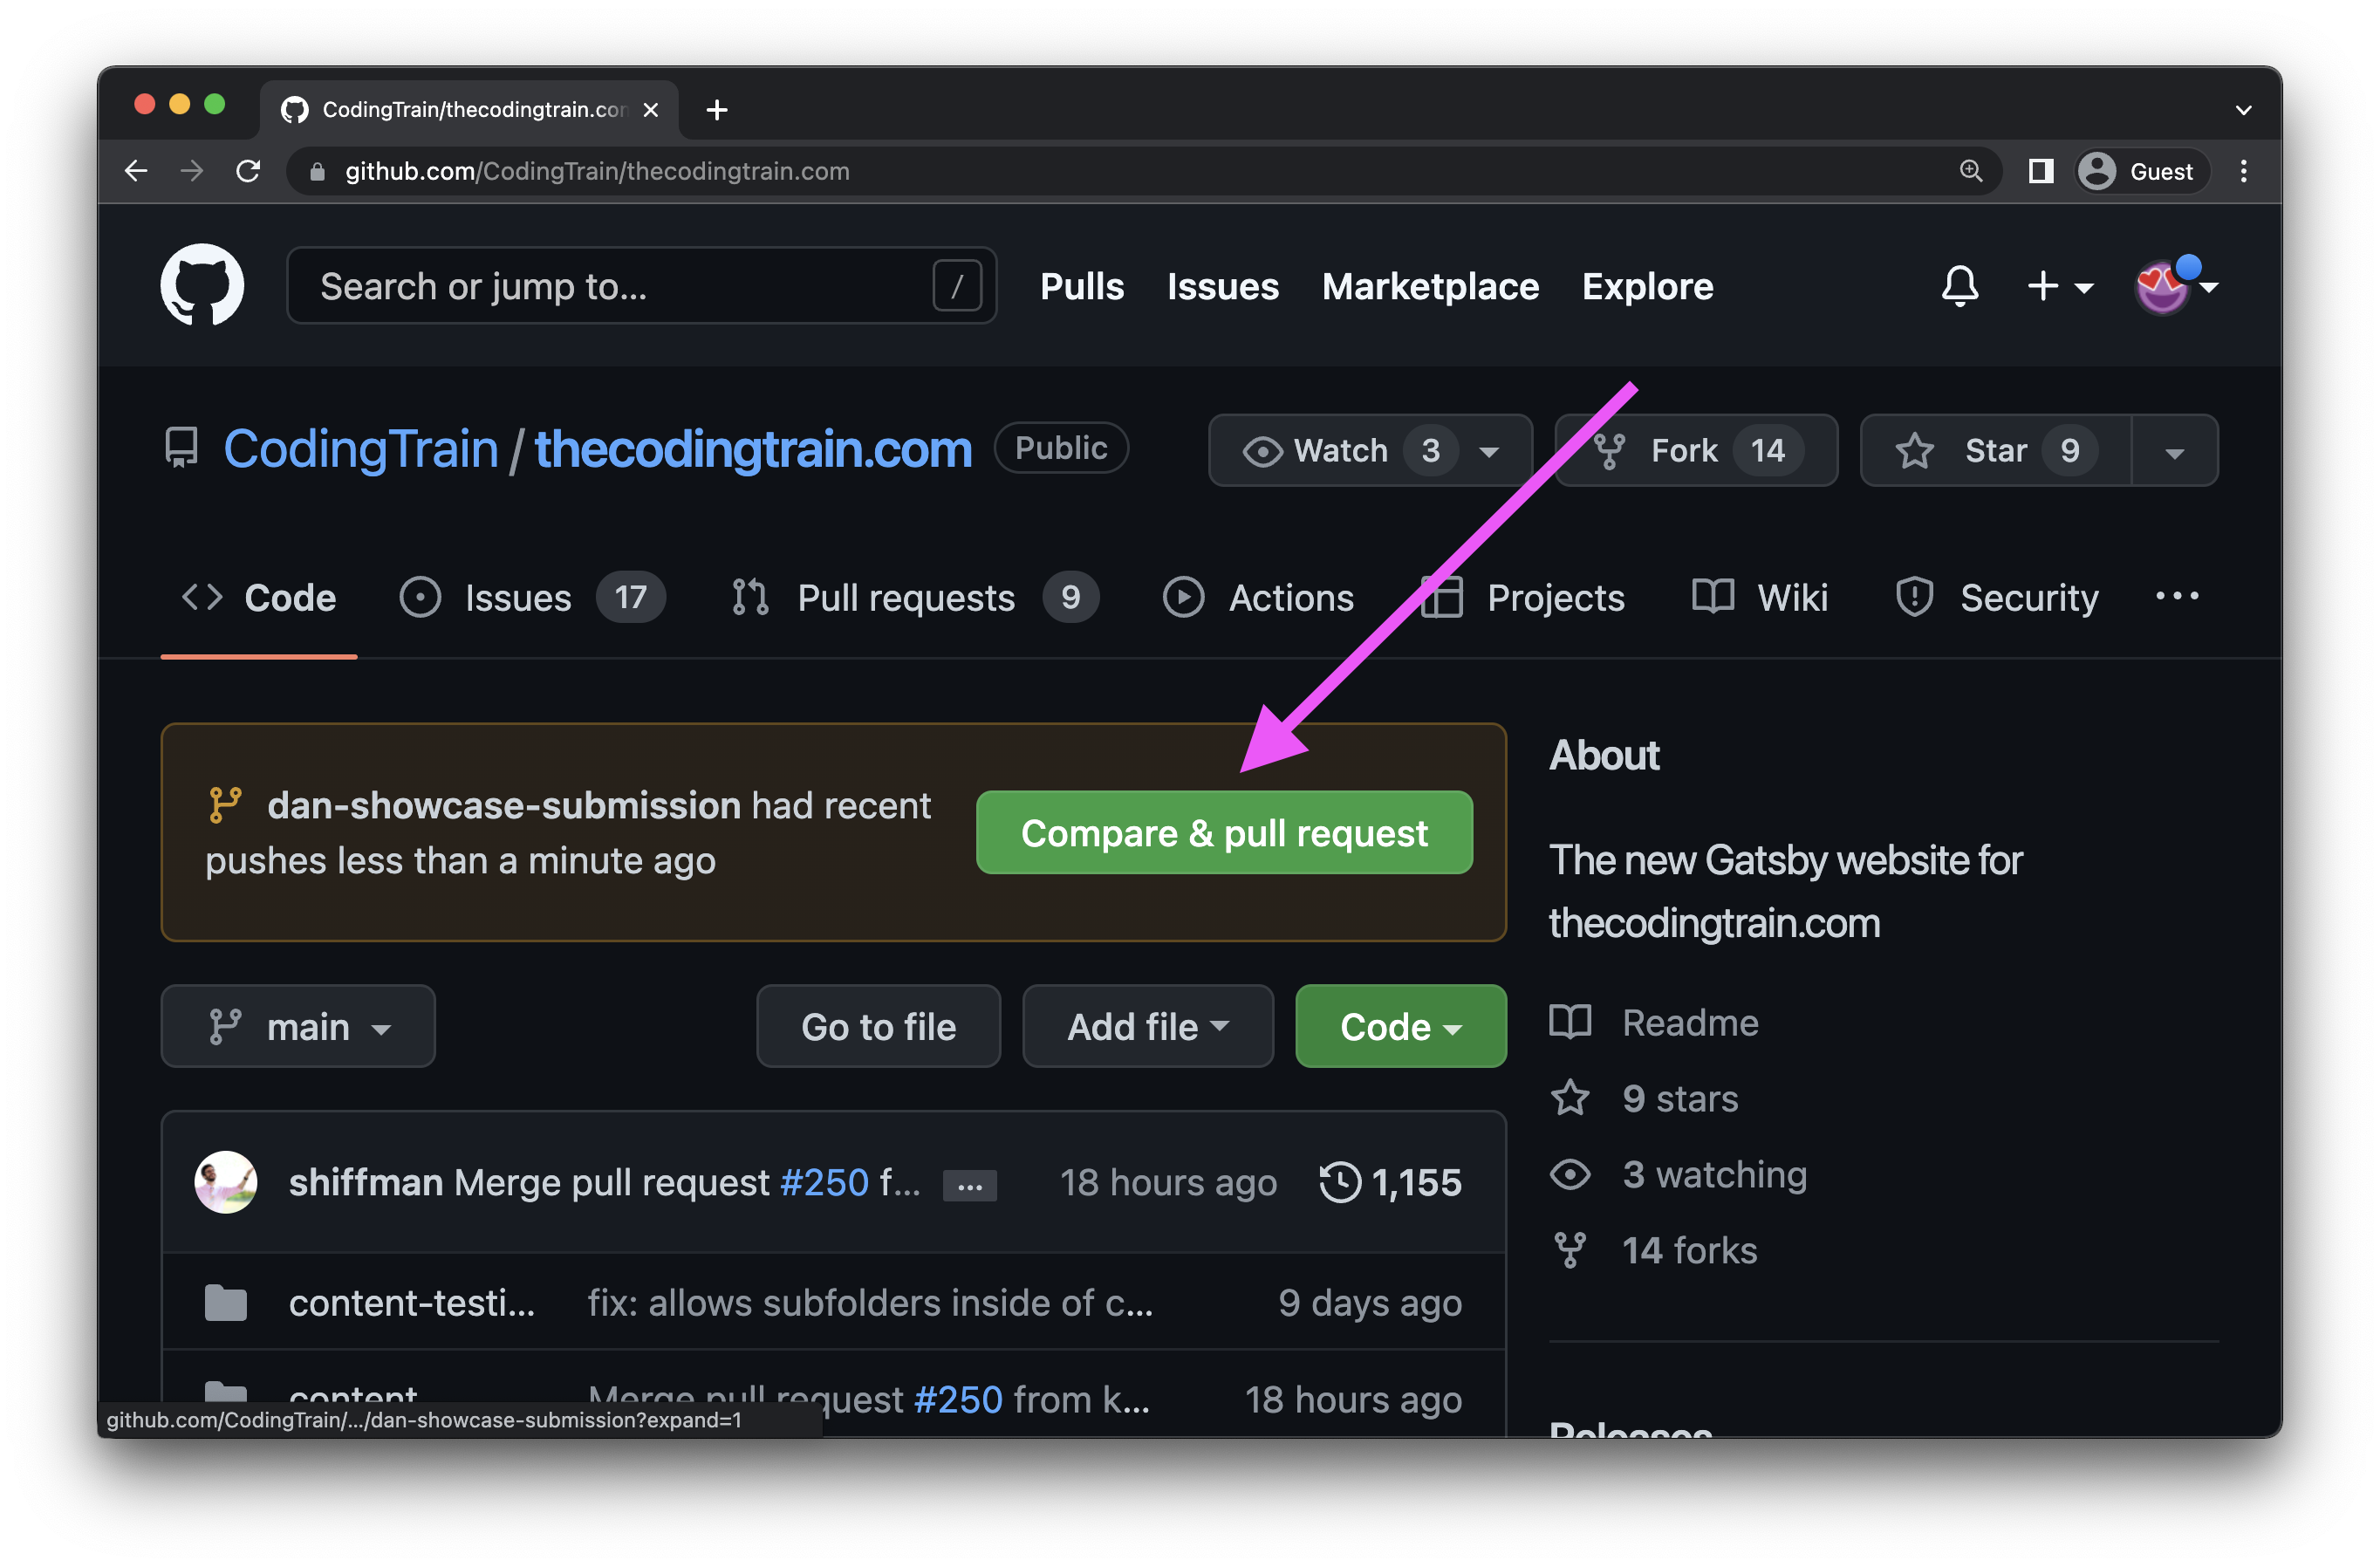 CodingTrain/thecodingtrain.con
github.com/CodingTrain/thecodingtrain.com
Guest
Search or jump to... /
Pulls Issues Marketplace Explore
CodingTrain / thecodingtrain.com Public
Watch 3 Fork 14 Star 9
Code Issues 17 Pull requests 9 Actions Projects Wiki Security
dan-showcase-submission had recent
pushes less than a minute ago
Compare & pull request
About
The new Gatsby website for
thecodingtrain.com
main Go to file Add file Code
Readme
9 stars
3 watching
14 forks
shiffman Merge pull request #250 f... ... 18 hours ago 1,155
content-testi... fix: allows subfolders inside of c... 9 days ago
content Merge pull request #250 from k... 18 hours ago
Releases
github.com/CodingTrain/.../dan-showcase-submission?expand=1